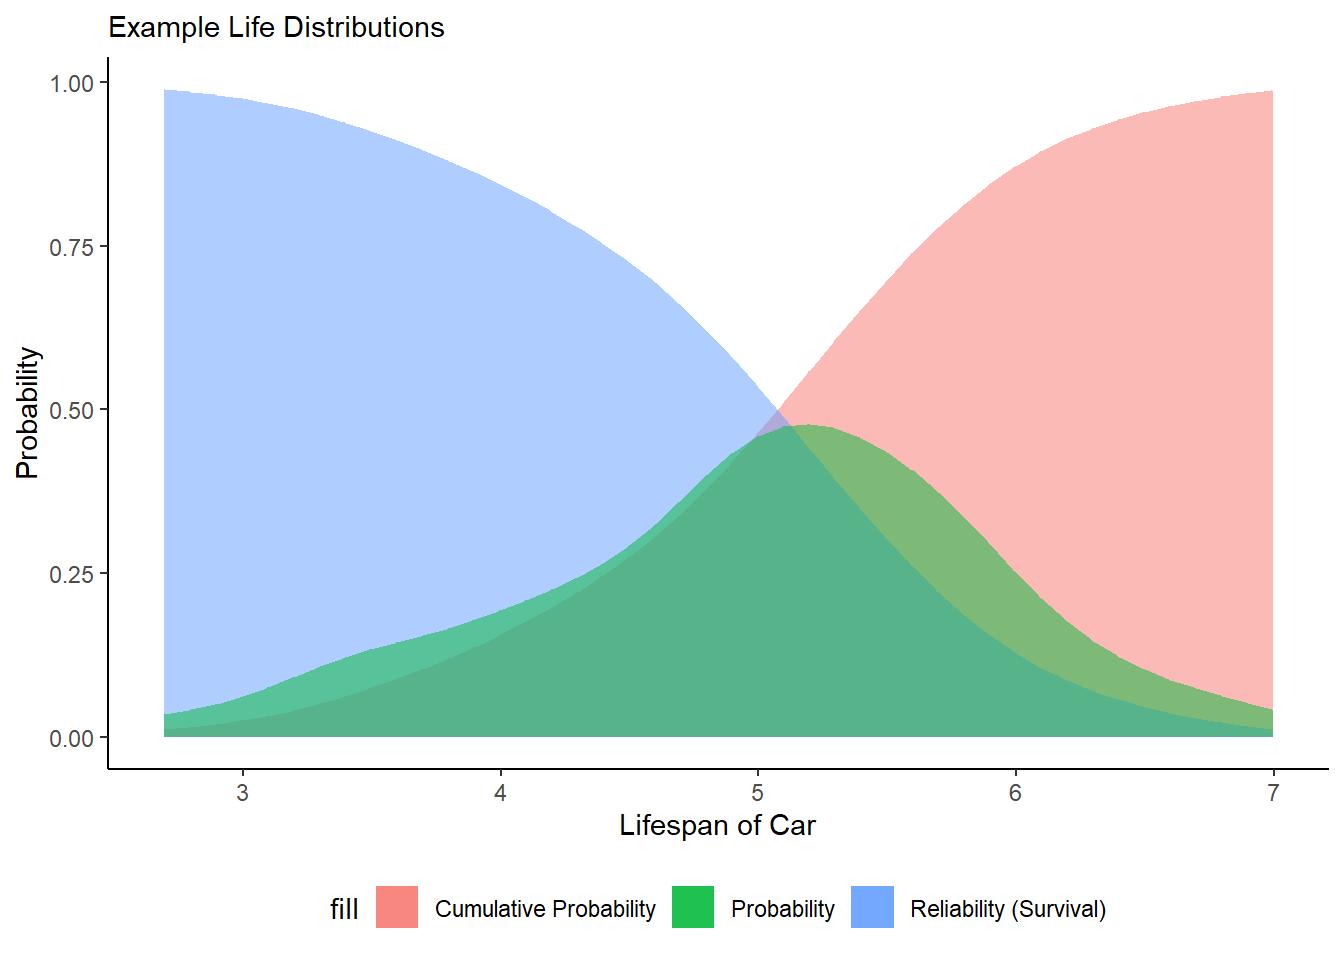 Example Life Distributions
1.00
0.75
0.50
0.25
0.00
Probability
3 4 5 6 7
Lifespan of Car
fill Cumulative Probability Probability Reliability (Survival)